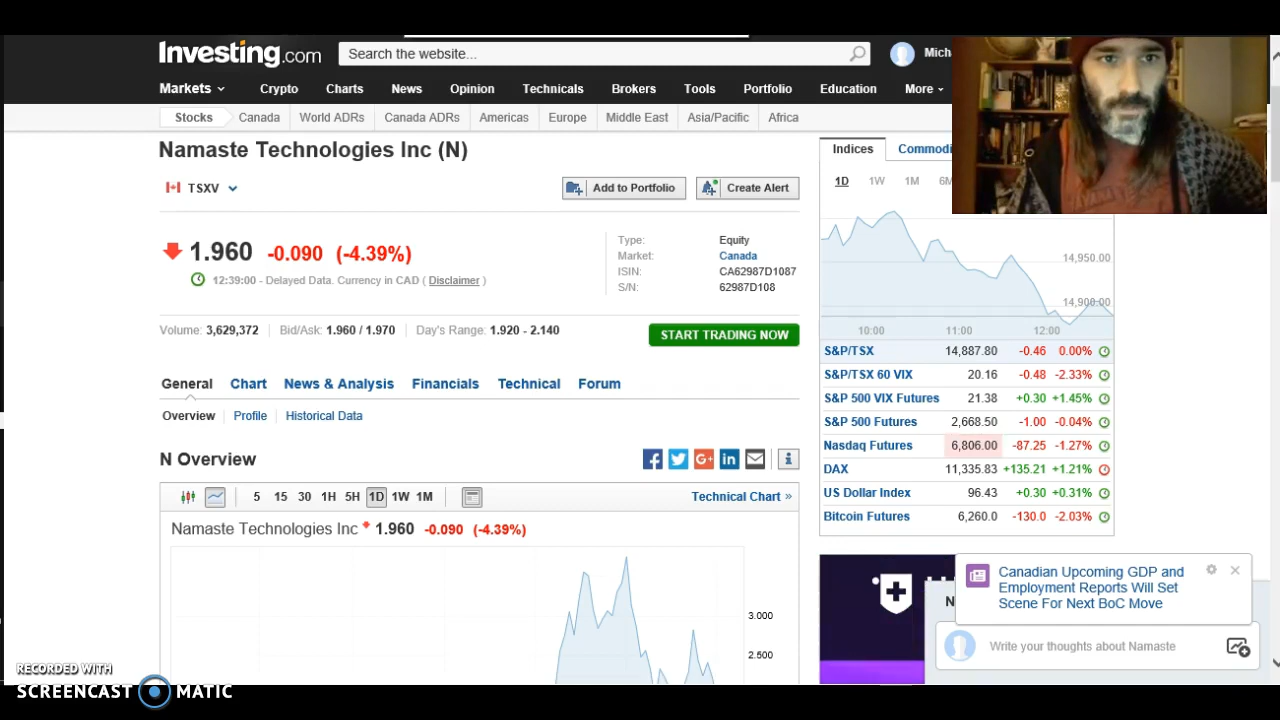 Investing.com
Search the website...
Mich
Markets Crypto Charts News Opinion Technicals Brokers Tools Portfolio Education More
Stocks Canada World ADRs Canada ADRs Americas Europe Middle East Asia/Pacific Africa
Namaste Technologies Inc (N)
TSXV
Add to Portfolio
Create Alert
1.960 -0.090 (-4.39%)
12:39:00 - Delayed Data. Currency in CAD ( Disclaimer )
Type: Equity
Market: Canada
ISIN: CA62987D1087
S/N: 62987D108
Volume: 3,629,372 Bid/Ask: 1.960 / 1.970 Day's Range: 1.920 - 2.140
START TRADING NOW
General Chart News & Analysis Financials Technical Forum
Overview Profile Historical Data
N Overview
5 15 30 1H 5H 1D 1W 1M
Technical Chart »
Namaste Technologies Inc 1.960 -0.090 (-4.39%)
3.000
2.500
Indices Commodi
1D 1W 1M 6M
14,950.00
14,900.00
10:00 11:00 12:00
S&P/TSX 14,887.80 -0.46 0.00%
S&P/TSX 60 VIX 20.16 -0.48 -2.33%
S&P 500 VIX Futures 21.38 +0.30 +1.45%
S&P 500 Futures 2,668.50 -1.00 -0.04%
Nasdaq Futures 6,806.00 -87.25 -1.27%
DAX 11,335.83 +135.21 +1.21%
US Dollar Index 96.43 +0.30 +0.31%
Bitcoin Futures 6,260.0 -130.0 -2.03%
Canadian Upcoming GDP and
Employment Reports Will Set
Scene For Next BoC Move
N
Write your thoughts about Namaste
RECORDED WITH
SCREENCAST MATIC